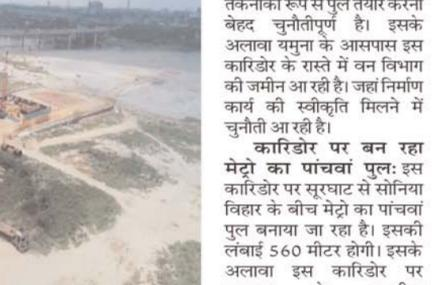 तकनीकी रूप से पुल तैयार करना
बेहद चुनौतीपूर्ण है। इसके
अलावा यमुना के आसपास इस
कारिडोर के रास्ते में वन विभाग
की जमीन आ रही है। जहां निर्माण
कार्य की स्वीकृति मिलने में
चुनौती आ रही है।
कारिडोर पर बन रहा
मेट्रो का पांचवां पुल: इस
कारिडोर पर सूरघाट से सोनिया
विहार के बीच मेट्रो का पांचवां
पुल बनाया जा रहा है। इसकी
लंबाई 560 मीटर होगी। इसके
अलावा इस कारिडोर पर